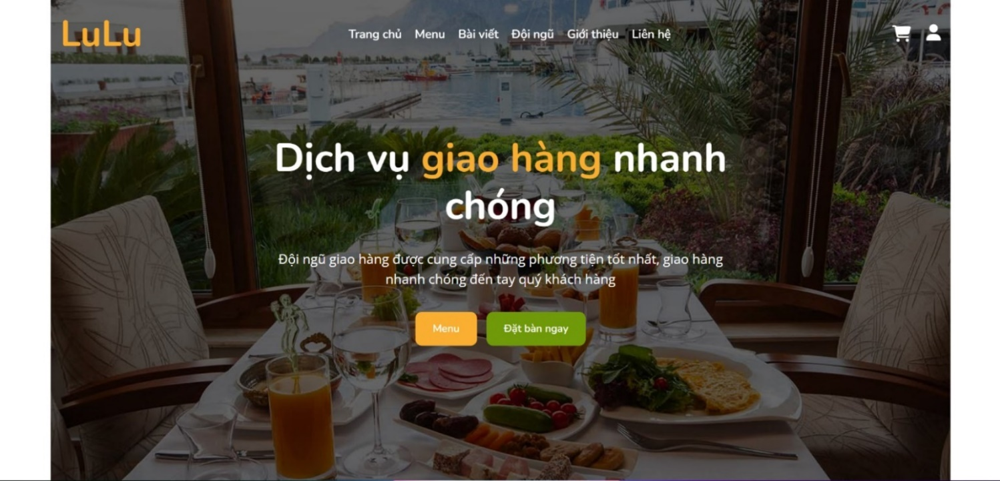 LuLu
Trang chủ Menu Bài viết Đội ngũ Giới thiệu Liên hệ
Dịch vụ giao hàng nhanh
chóng
Đội ngũ giao hàng được cung cấp những phương tiện tốt nhất, giao hàng
nhanh chóng đến tay quý khách hàng
Menu Đặt bàn ngay